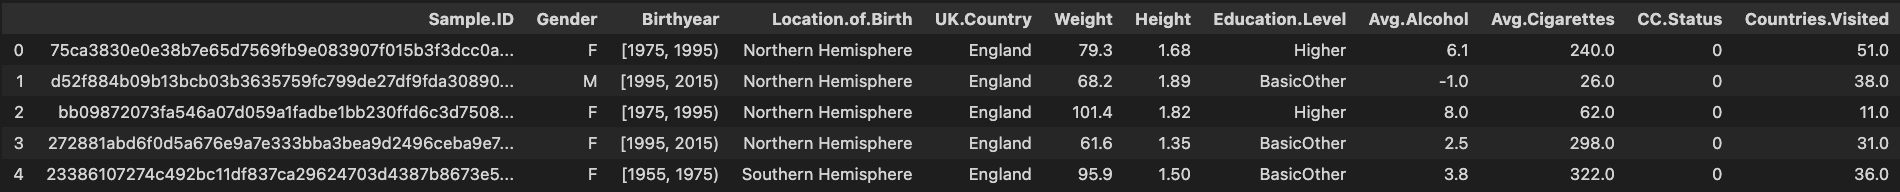 Sample.ID Gender Birthyear Location.of.Birth UK.Country Weight Height Education.Level Avg.Alcohol Avg.Cigarettes CC.Status Countries.Visited
0 75ca3830e0e38b7e65d7569fb9e083907f015b3f3dcc0a... F [1975, 1995) Northern Hemisphere England 79.3 1.68 Higher 6.1 240.0 0 51.0
1 d52f884b09b13bcb03b3635759fc799de27df9fda30890... M [1995, 2015) Northern Hemisphere England 68.2 1.89 BasicOther -1.0 26.0 0 38.0
2 bb09872073fa546a07d059a1fadbe1bb230ffd6c3d7508... F [1975, 1995) Northern Hemisphere England 101.4 1.82 Higher 8.0 62.0 0 11.0
3 272881abd6f0d5a676e9a7e333bba3bea9d2496ceba9e7... F [1995, 2015) Northern Hemisphere England 61.6 1.35 BasicOther 2.5 298.0 0 31.0
4 23386107274c492bc11df837ca29624703d4387b8673e5... F [1955, 1975) Southern Hemisphere England 95.9 1.50 BasicOther 3.8 322.0 0 36.0